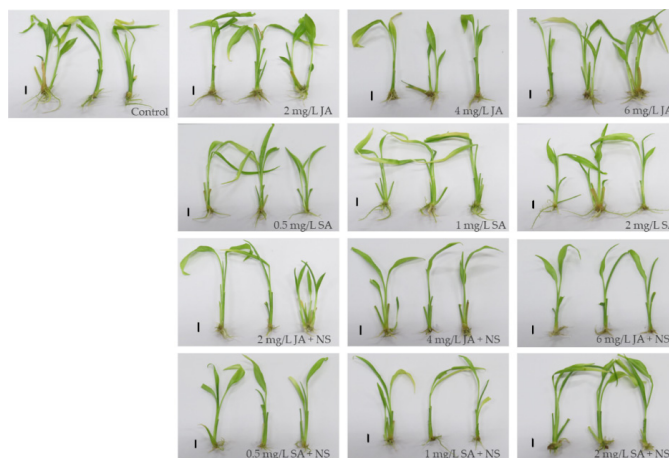 Control
2 mg/L JA
4 mg/L JA
6 mg/L JA
0.5 mg/L SA
1 mg/L SA
2 mg/L SA
2 mg/L JA + NS
4 mg/L JA + NS
6 mg/L JA + NS
0.5 mg/L SA + NS
1 mg/L SA + NS
2 mg/L SA + NS